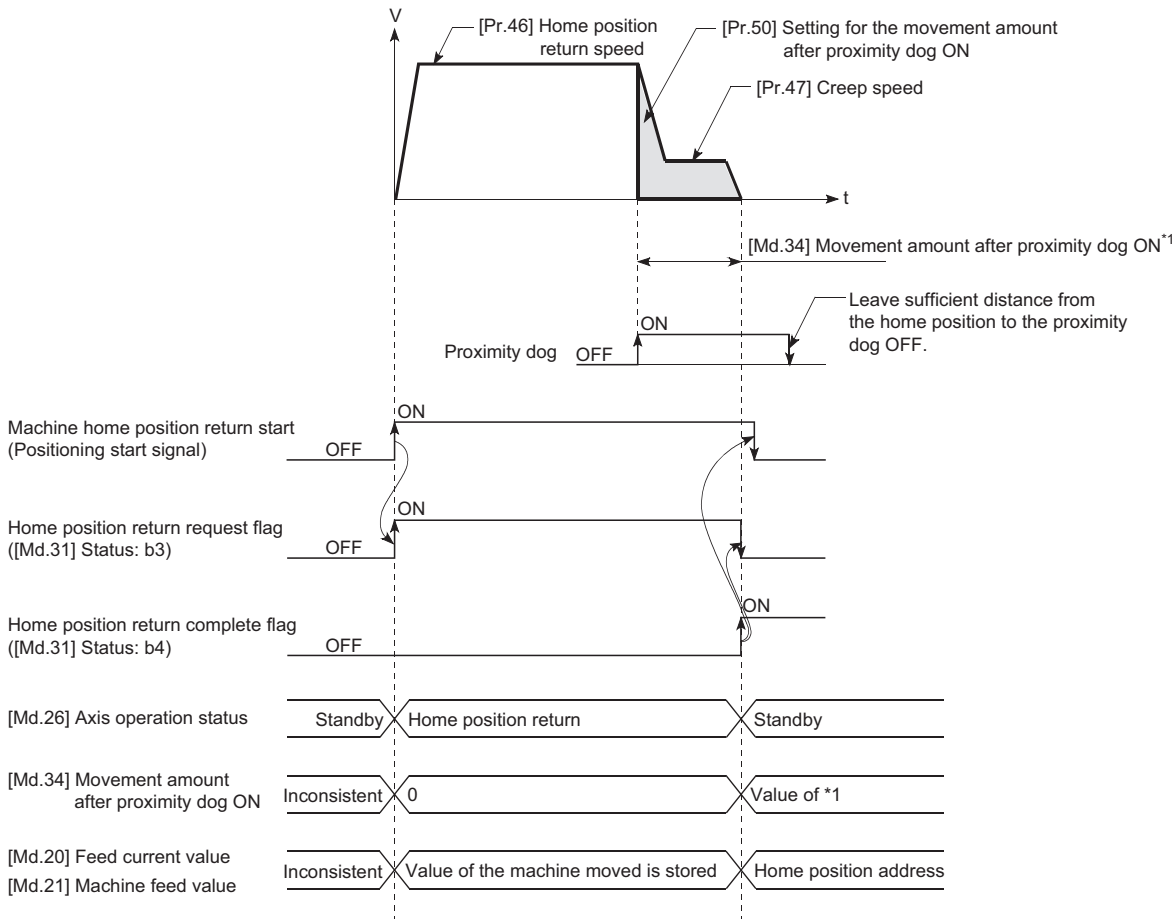 V
[Pr.46] Home position
return speed
[Pr.50] Setting for the movement amount
after proximity dog ON
[Pr.47] Creep speed
t
[Md.34] Movement amount after proximity dog ON*1
Leave sufficient distance from
the home position to the proximity
dog OFF.
ON
Proximity dog OFF
ON
Machine home position return start
(Positioning start signal)
OFF
ON
Home position return request flag
([Md.31] Status: b3)
OFF
ON
Home position return complete flag
([Md.31] Status: b4)
OFF
[Md.26] Axis operation status Standby Home position return Standby
[Md.34] Movement amount
after proximity dog ON Inconsistent 0 Value of *1
[Md.20] Feed current value
[Md.21] Machine feed value
Inconsistent Value of the machine moved is stored Home position address